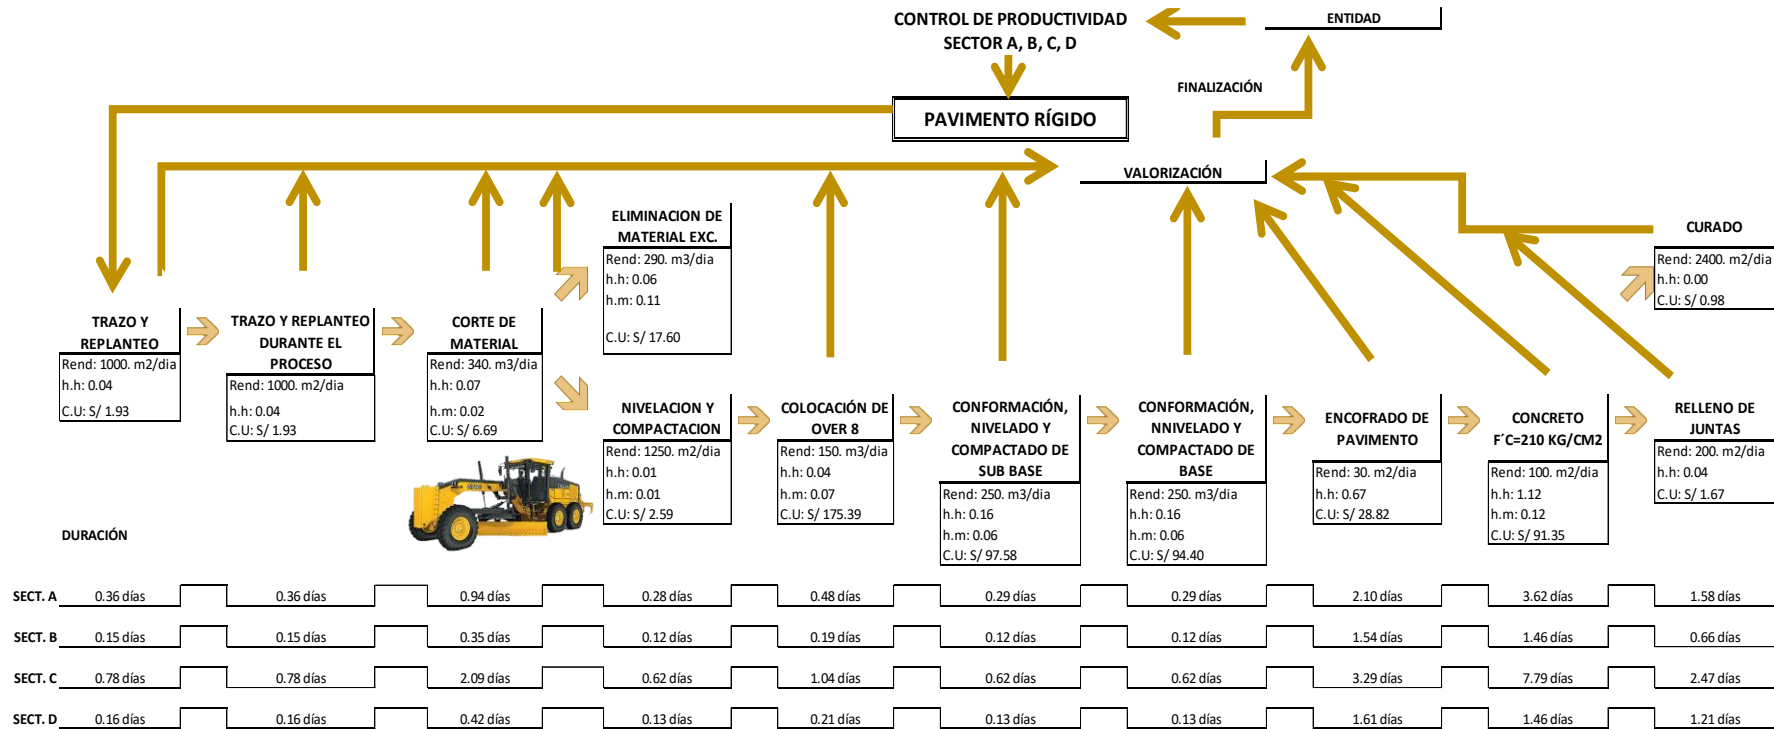 CONTROL DE PRODUCTIVIDAD
SECTOR A, B, C, D
ENTIDAD
FINALIZACIÓN
PAVIMENTO RÍGIDO
VALORIZACIÓN
TRAZO Y
REPLANTEO
Rend: 1000. m2/dia
h.h: 0.04
C.U: S/ 1.93
TRAZO Y REPLANTEO
DURANTE EL
PROCESO
Rend: 1000. m2/dia
h.h: 0.04
C.U: S/ 1.93
CORTE DE
MATERIAL
Rend: 340. m3/dia
h.h: 0.07
h.m: 0.02
C.U: S/ 6.69
ELIMINACION DE
MATERIAL EXC.
Rend: 290. m3/dia
h.h: 0.06
h.m: 0.11
C.U: S/ 17.60
NIVELACION Y
COMPACTACION
Rend: 1250. m2/dia
h.h: 0.01
h.m: 0.01
C.U: S/ 2.59
COLOCACIÓN DE
OVER 8
Rend: 150. m3/dia
h.h: 0.04
h.m: 0.07
C.U: S/ 175.39
CONFORMACIÓN,
NIVELADO Y
COMPACTADO DE
SUB BASE
Rend: 250. m3/dia
h.h: 0.16
h.m: 0.06
C.U: S/ 97.58
CONFORMACIÓN,
NNIVELADO Y
COMPACTADO DE
BASE
Rend: 250. m3/dia
h.h: 0.16
h.m: 0.06
C.U: S/ 94.40
ENCOFRADO DE
PAVIMENTO
Rend: 30. m2/dia
h.h: 0.67
C.U: S/ 28.82
CONCRETO
F´C=210 KG/CM2
Rend: 100. m2/dia
h.h: 1.12
h.m: 0.12
C.U: S/ 91.35
RELLENO DE
JUNTAS
Rend: 200. m2/dia
h.h: 0.04
C.U: S/ 1.67
CURADO
Rend: 2400. m2/dia
h.h: 0.00
C.U: S/ 0.98
DURACIÓN
SECT. A 0.36 días 0.36 días 0.94 días 0.28 días 0.48 días 0.29 días 0.29 días 2.10 días 3.62 días 1.58 días
SECT. B 0.15 días 0.15 días 0.35 días 0.12 días 0.19 días 0.12 días 0.12 días 1.54 días 1.46 días 0.66 días
SECT. C 0.78 días 0.78 días 2.09 días 0.62 días 1.04 días 0.62 días 0.62 días 3.29 días 7.79 días 2.47 días
SECT. D 0.16 días 0.16 días 0.42 días 0.13 días 0.21 días 0.13 días 0.13 días 1.61 días 1.46 días 1.21 días